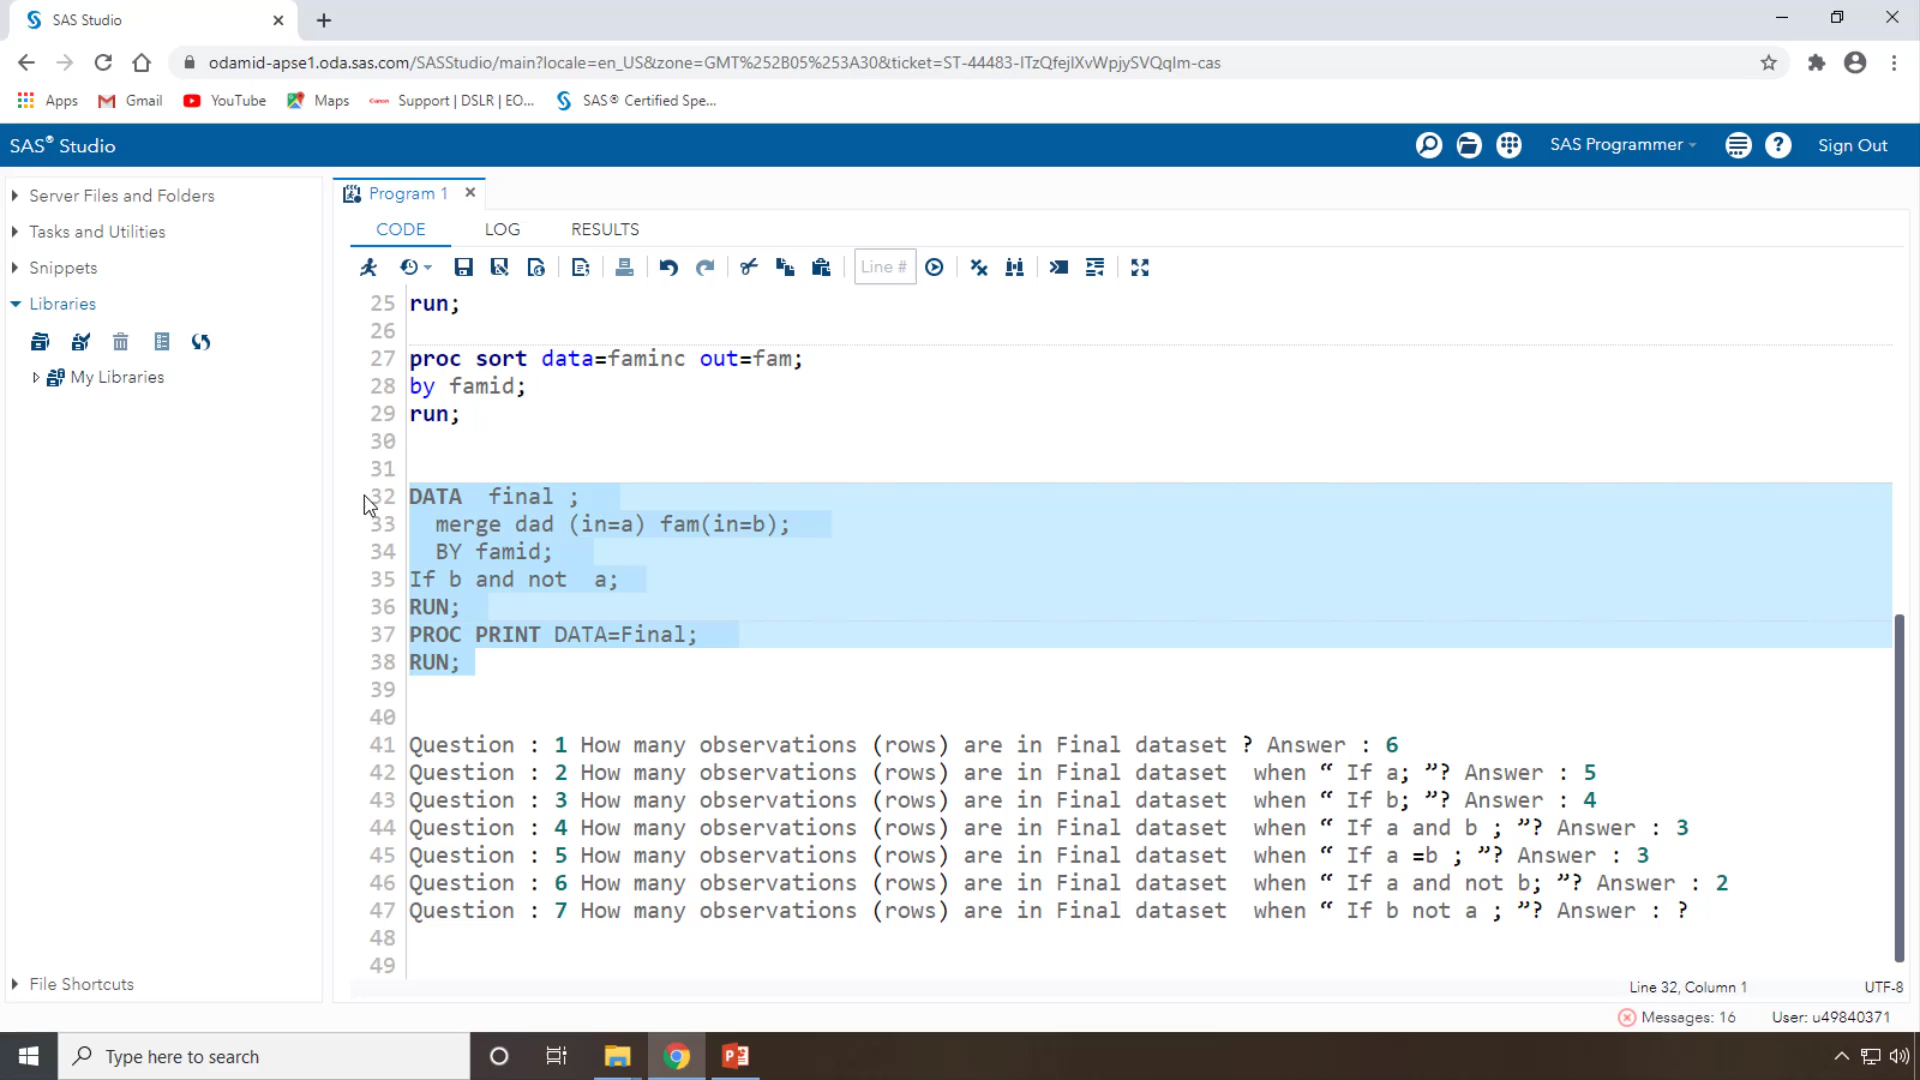 SAS Studio
odamid-apse1.oda.sas.com/SASStudio/main?locale=en_US&zone=GMT%252B05%253A30&ticket=ST-44483-ITzQfejIXvWpjySVQqIm-cas
Apps Gmail YouTube Maps Canon Support | DSLR | EO... SAS® Certified Spe...
SAS® Studio SAS Programmer Sign Out
Server Files and Folders
Tasks and Utilities
Snippets
Libraries
My Libraries
File Shortcuts
Program 1
CODE LOG RESULTS
Line #
25 run;
26
27 proc sort data=faminc out=fam;
28 by famid;
29 run;
30
31
32 DATA  final ;
33 merge dad (in=a) fam(in=b);
34 BY famid;
35 If b and not  a;
36 RUN;
37 PROC PRINT DATA=Final;
38 RUN;
39
40
41 Question : 1 How many observations (rows) are in Final dataset ? Answer : 6
42 Question : 2 How many observations (rows) are in Final dataset  when “ If a; ”? Answer : 5
43 Question : 3 How many observations (rows) are in Final dataset  when “ If b; ”? Answer : 4
44 Question : 4 How many observations (rows) are in Final dataset  when “ If a and b ; ”? Answer : 3
45 Question : 5 How many observations (rows) are in Final dataset  when “ If a =b ; ”? Answer : 3
46 Question : 6 How many observations (rows) are in Final dataset  when “ If a and not b; ”? Answer : 2
47 Question : 7 How many observations (rows) are in Final dataset  when “ If b not a ; ”? Answer : ?
48
49
Line 32, Column 1 UTF-8
Messages: 16 User: u49840371
Type here to search